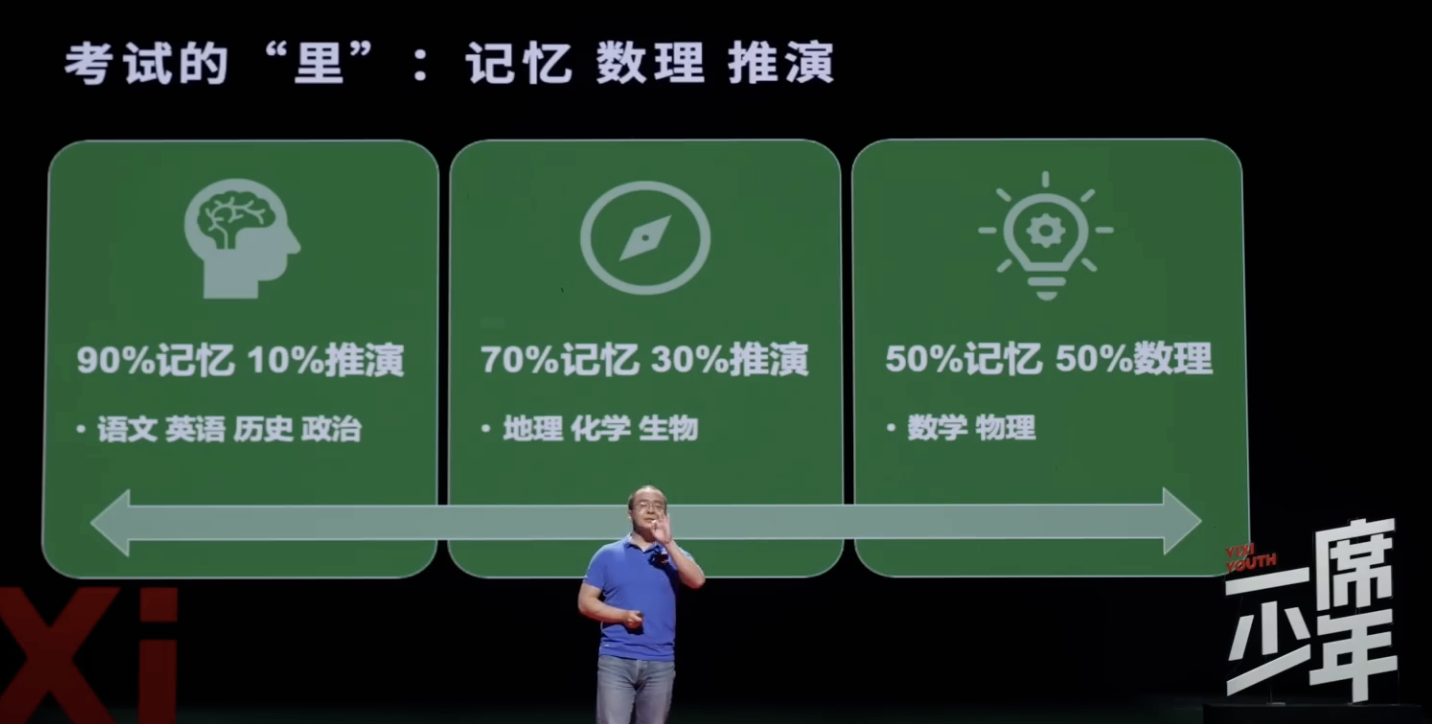 考试的“里”：记忆 数理 推演
90%记忆 10%推演
• 语文 英语 历史 政治
70%记忆 30%推演
• 地理 化学 生物
50%记忆 50%数理
• 数学 物理
Xi
YIXI
YOUTH
一席
少年